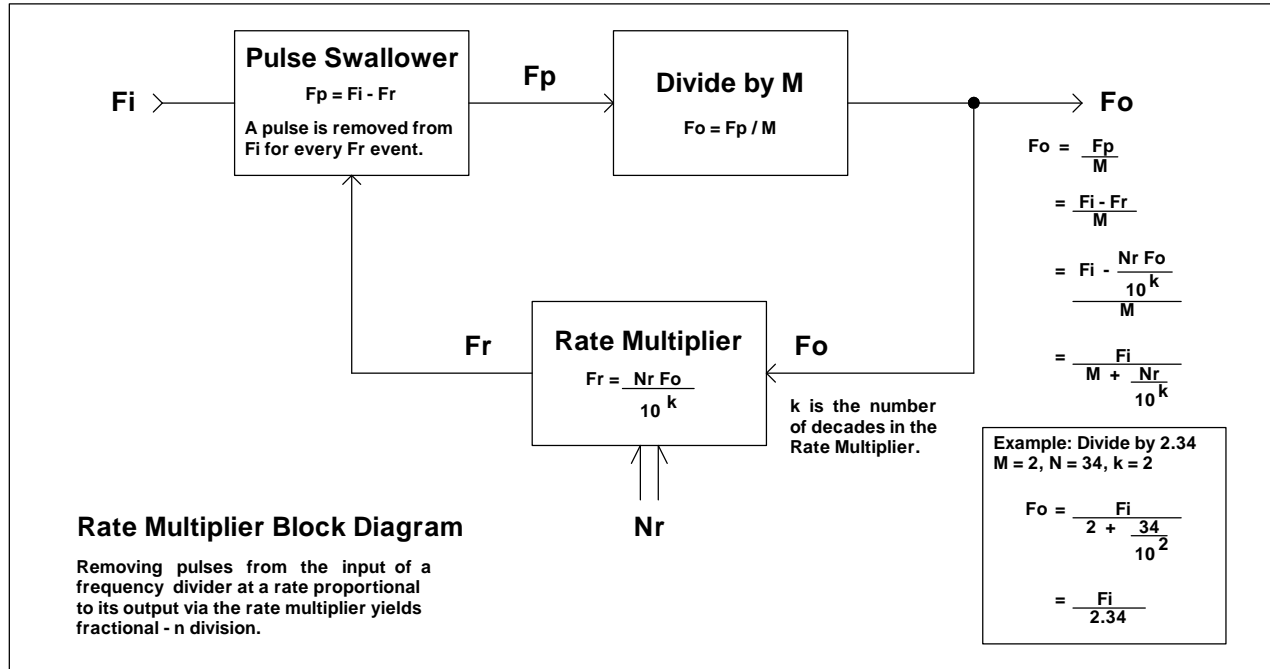 Pulse Swallower
Fp = Fi - Fr
A pulse is removed from
Fi for every Fr event.
Fi
Fp
Divide by M
Fo = Fp / M
Fo
Fo = Fp
M
= Fi - Fr
M
= Fi - Nr Fo
10 k
M
= Fi
M + Nr
10 k
Fr
Rate Multiplier
Fr = Nr Fo
10 k
Fo
k is the number
of decades in the
Rate Multiplier.
Nr
Example: Divide by 2.34
M = 2, N = 34, k = 2
Fo = Fi
2 + 34
10 2
= Fi
2.34
Rate Multiplier Block Diagram
Removing pulses from the input of a
frequency divider at a rate proportional
to its output via the rate multiplier yields
fractional - n division.